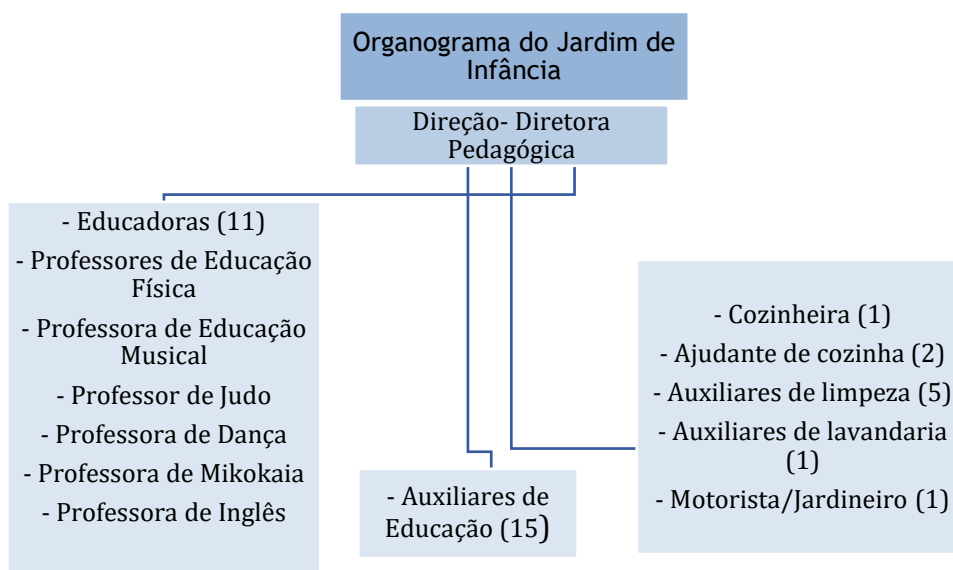 Organograma do Jardim de
Infância
Direção- Diretora
Pedagógica
- Educadoras (11)
- Professores de Educação
Física
- Professora de Educação
Musical
- Professor de Judo
- Professora de Dança
- Professora de Mikokaia
- Professora de Inglês
- Auxiliares de
Educação (15)
- Cozinheira (1)
- Ajudante de cozinha (2)
- Auxiliares de limpeza (5)
- Auxiliares de lavandaria
(1)
- Motorista/Jardineiro (1)